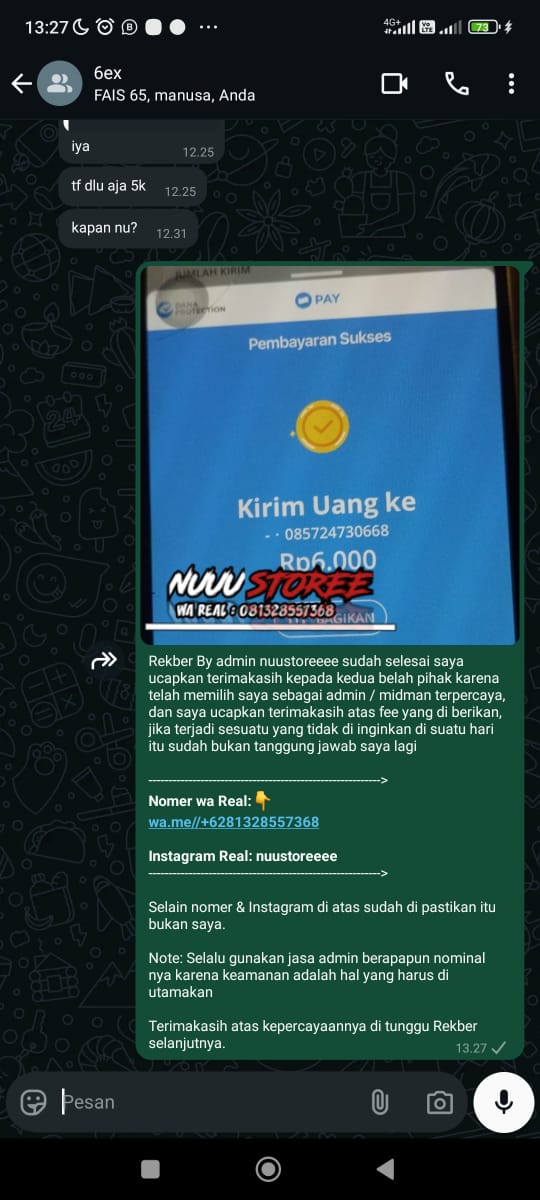 13:27
4G+
Vo
LTE
73
6ex
FAIS 65, manusa, Anda
iya
12.25
tf dlu aja 5k
12.25
kapan nu?
12.31
JUMLAH KIRIM
DANA
PROTECTION
PAY
Pembayaran Sukses
Kirim Uang ke
- · 085724730668
Rp6.000
NUUU STOREE
WA REAL : 081328557368
BAGIKAN
Rekber By admin nuustoreeee sudah selesai saya
ucapkan terimakasih kepada kedua belah pihak karena
telah memilih saya sebagai admin / midman terpercaya,
dan saya ucapkan terimakasih atas fee yang di berikan,
jika terjadi sesuatu yang tidak di inginkan di suatu hari
itu sudah bukan tanggung jawab saya lagi
---------------------------------------------------------->
Nomer wa Real:👇
wa.me//+6281328557368
Instagram Real: nuustoreeee
---------------------------------------------------------->
Selain nomer & Instagram di atas sudah di pastikan itu
bukan saya.
Note: Selalu gunakan jasa admin berapapun nominal
nya karena keamanan adalah hal yang harus di
utamakan
Terimakasih atas kepercayaannya di tunggu Rekber
selanjutnya.
13.27
Pesan